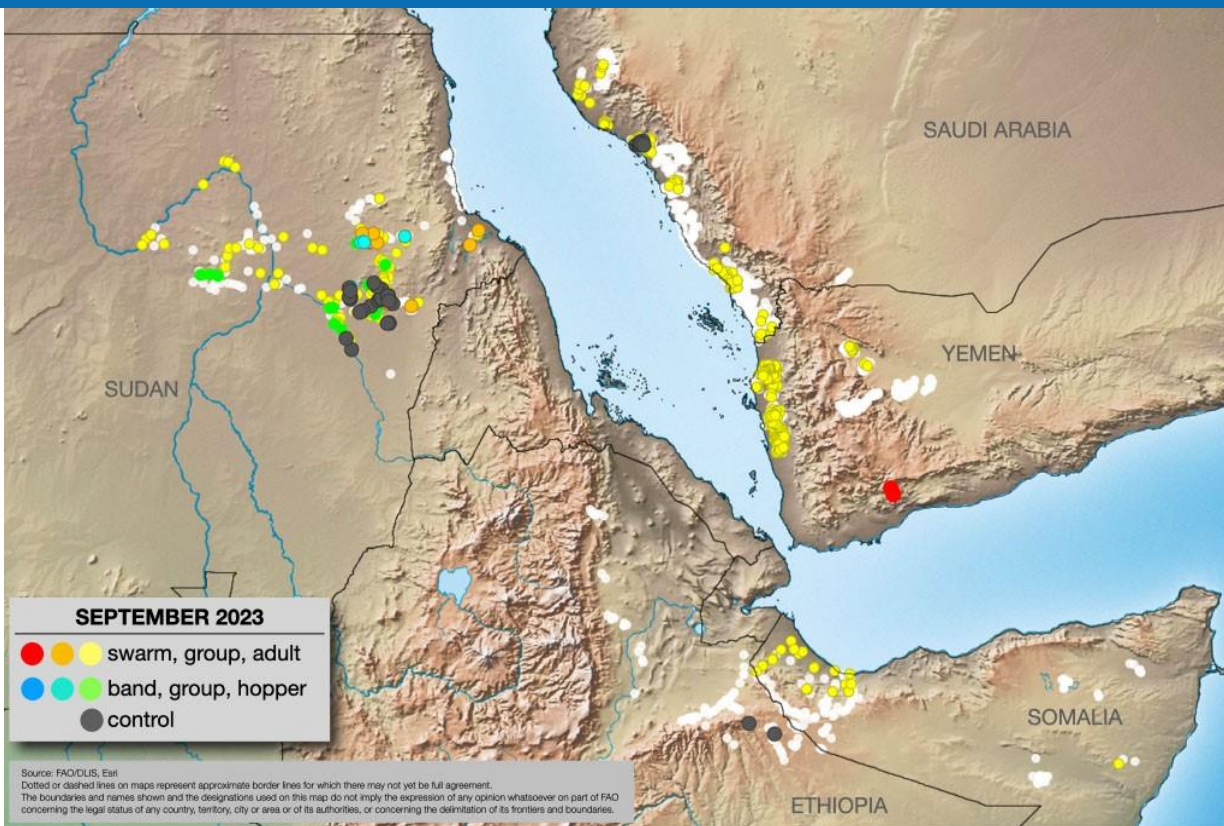 SAUDI ARABIA
YEMEN
SUDAN
SOMALIA
ETHIOPIA
SEPTEMBER 2023
swarm, group, adult
band, group, hopper
control
Source: FAO/DLIS, Esri
Dotted or dashed lines on maps represent approximate border lines for which there may not yet be full agreement.
The boundaries and names shown and the designations used on this map do not imply the expression of any opinion whatsoever on part of FAO
concerning the legal status of any country, territory, city or area or of its authorities, or concerning the delimitation of its frontiers and boundaries.